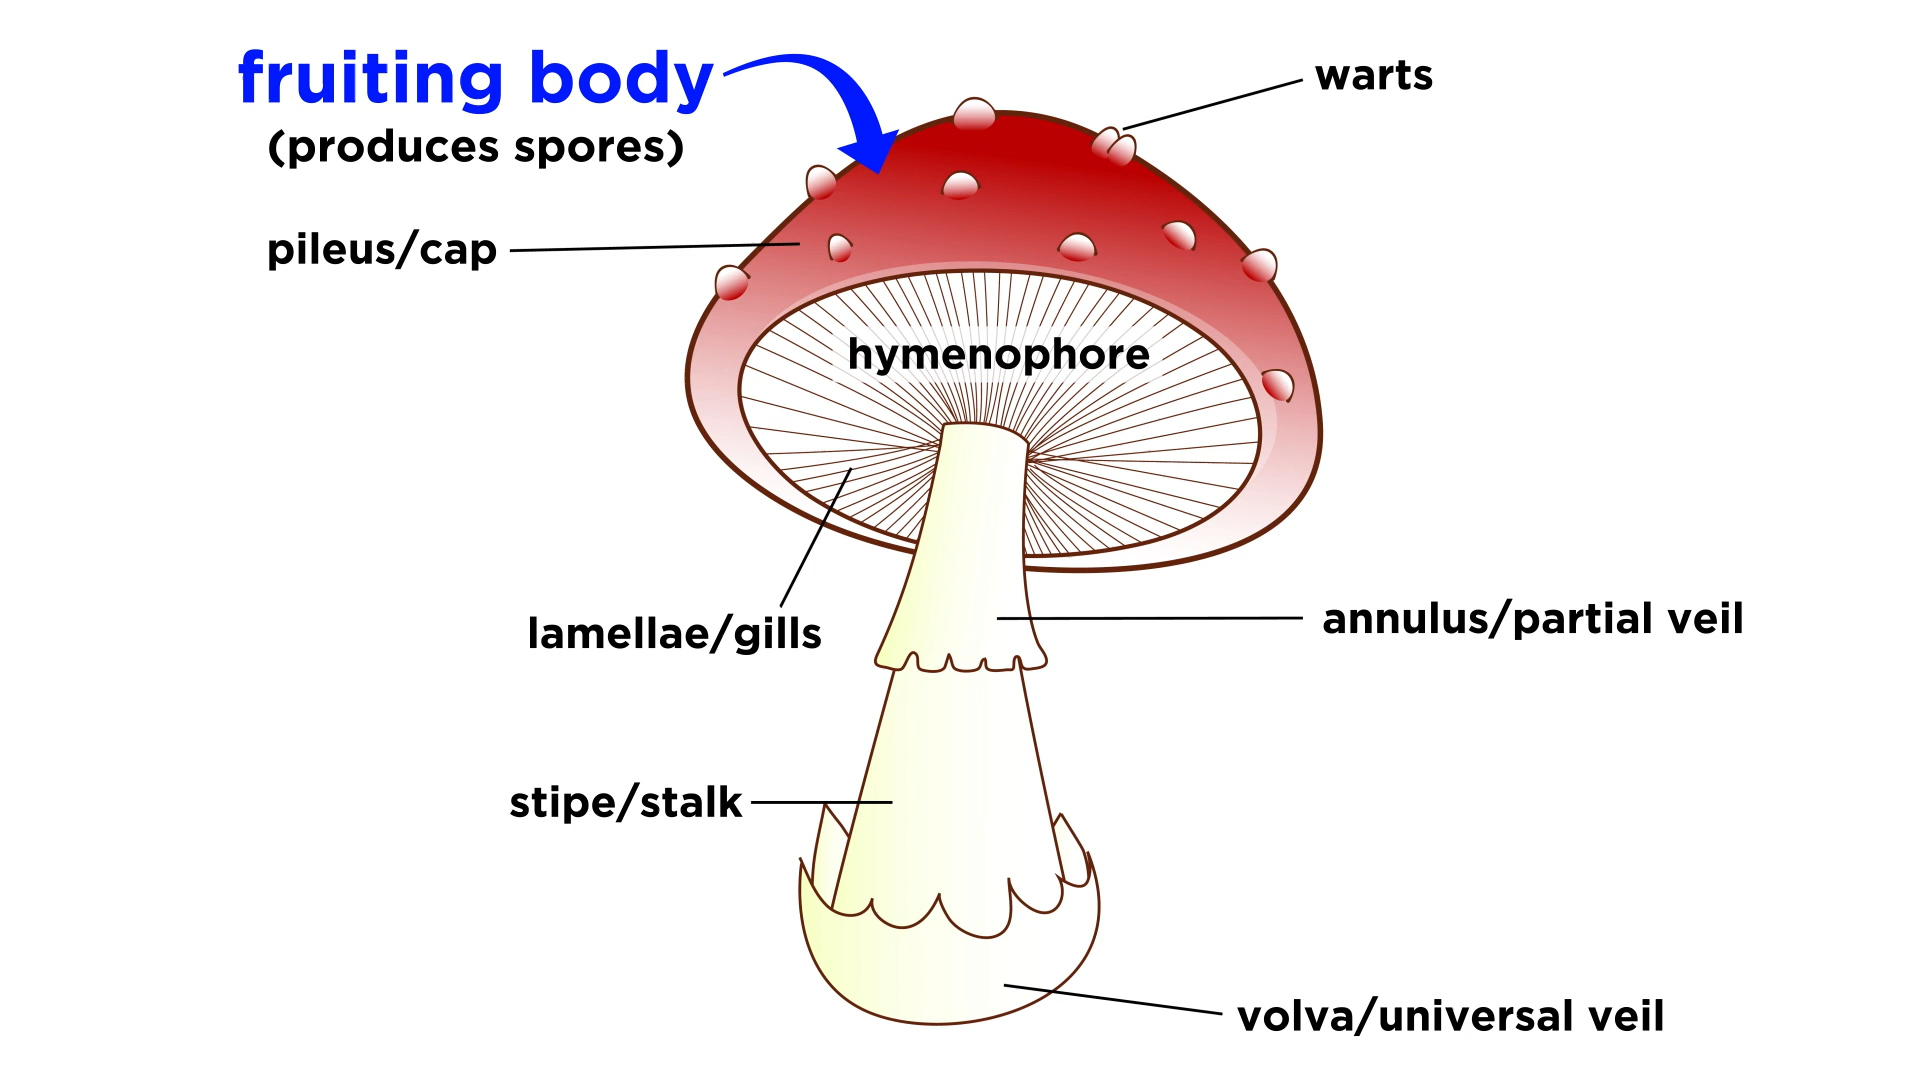 fruiting body
(produces spores)
warts
pileus/cap
hymenophore
lamellae/gills
annulus/partial veil
stipe/stalk
volva/universal veil